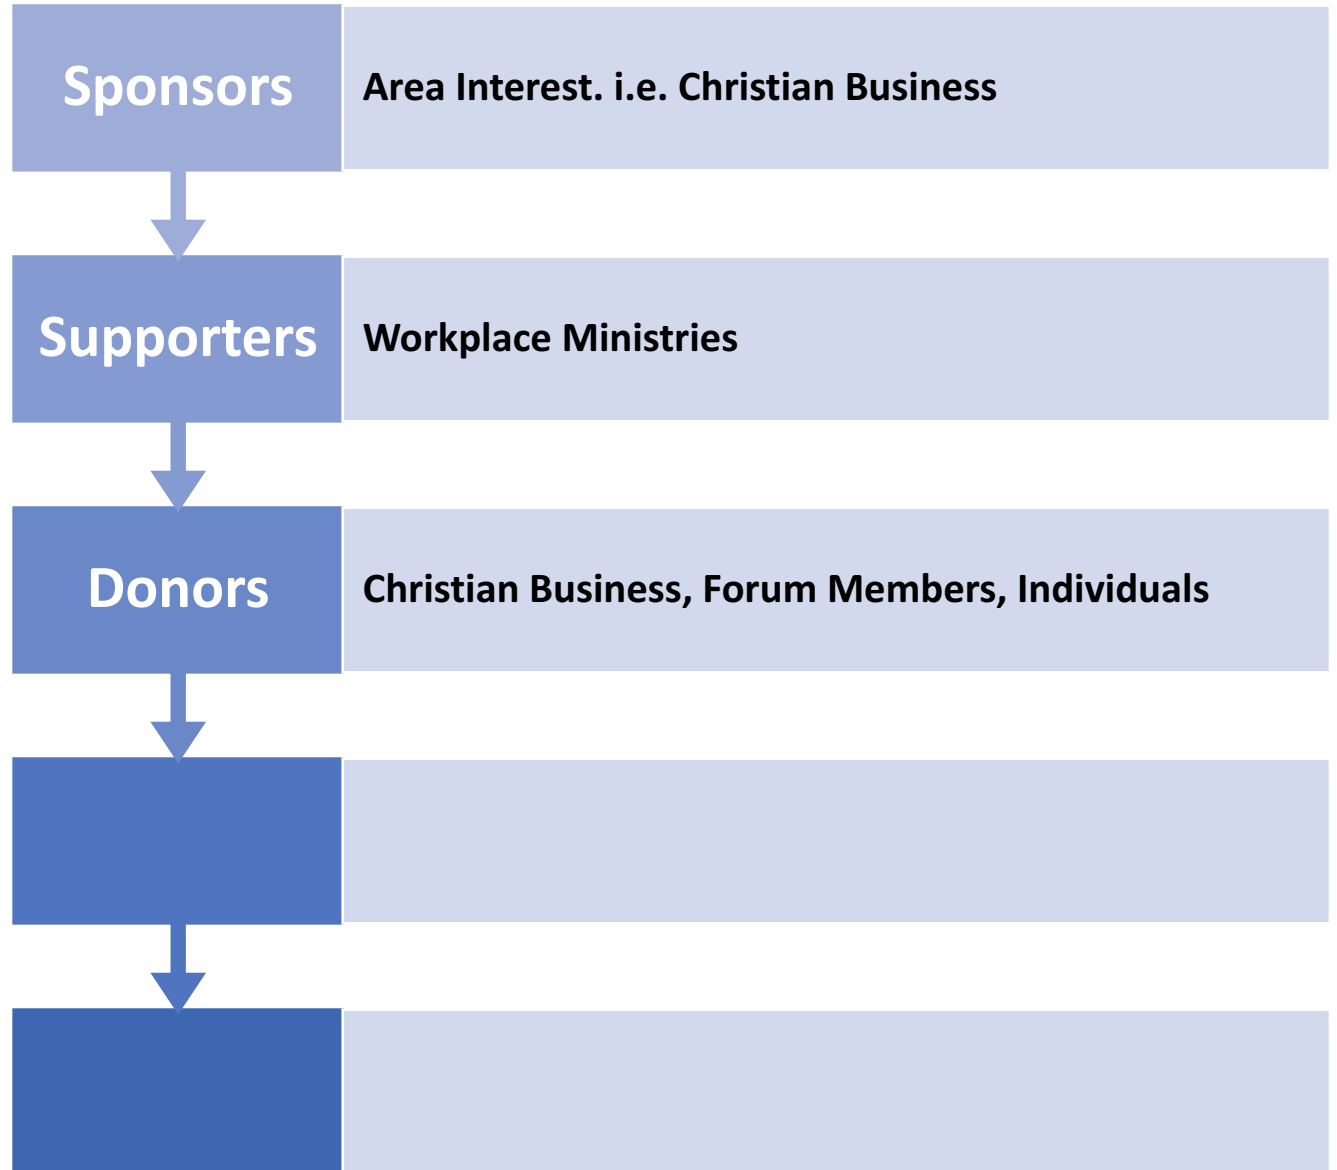 Sponsors
Area Interest. i.e. Christian Business
Supporters
Workplace Ministries
Donors
Christian Business, Forum Members, Individuals